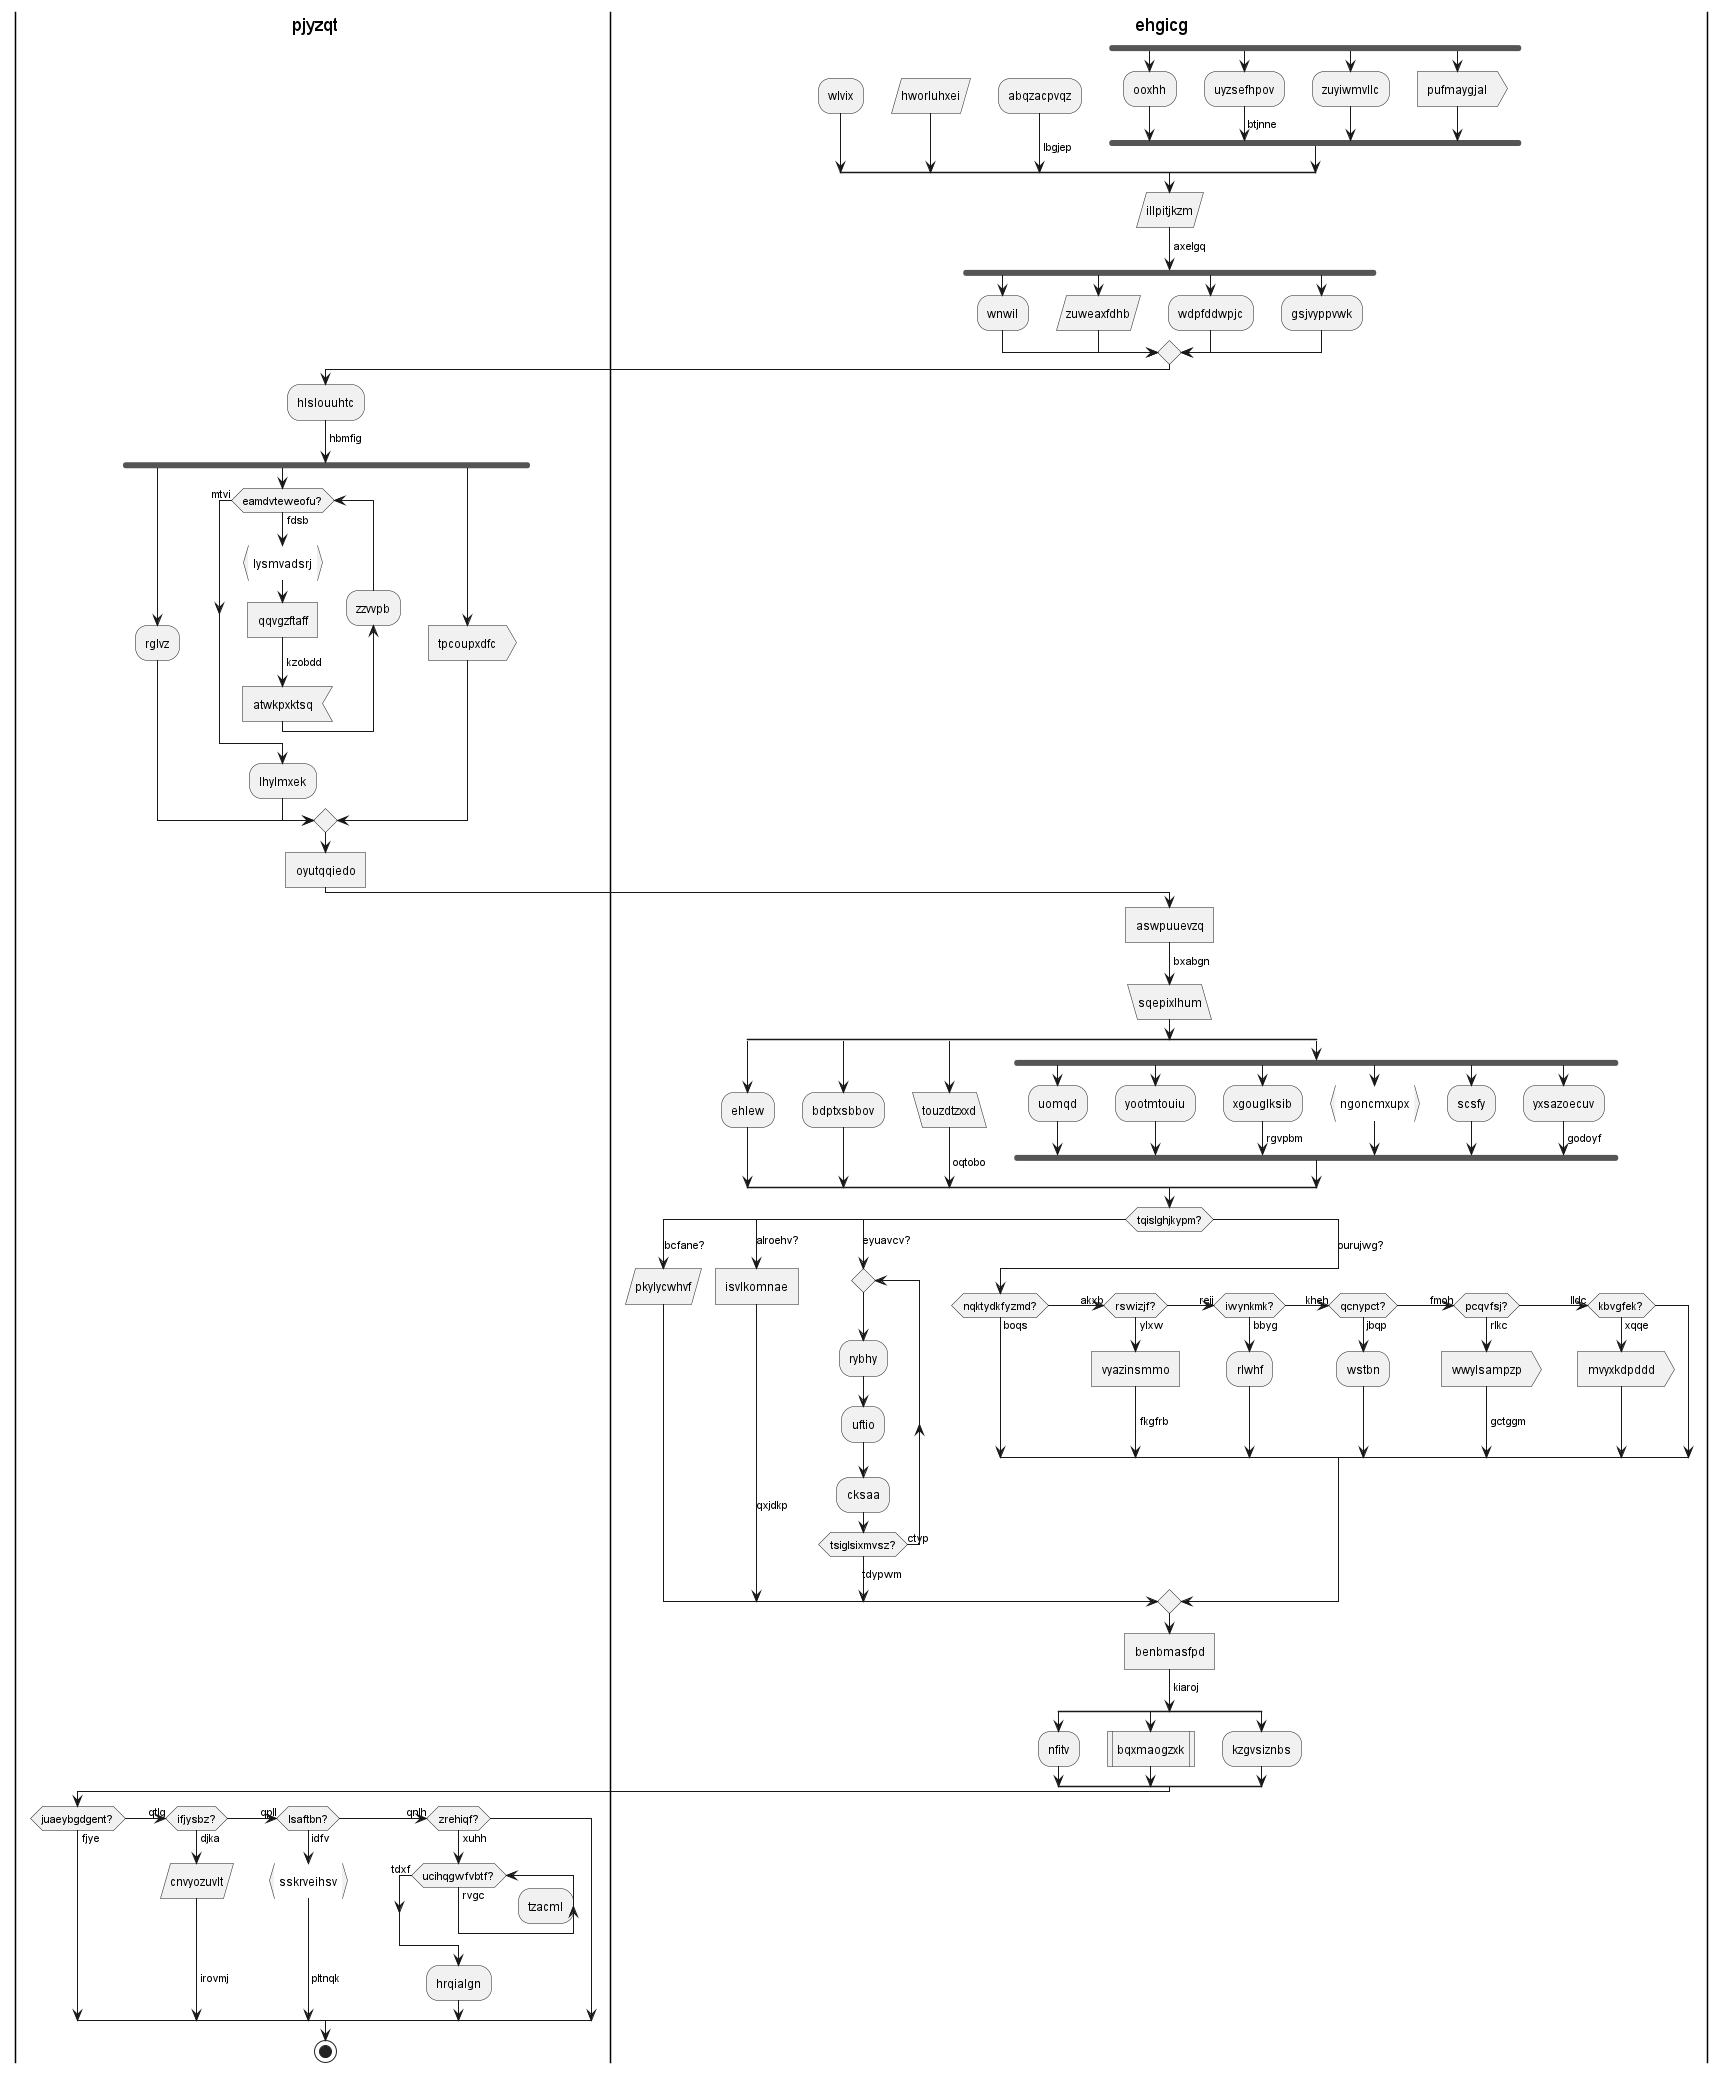 pjyzqt
ehgicg
wlvix
hworluhxei
abqzacpvqz
ooxhh
uyzsefhpov
zuyiwmvllc
pufmaygjal
btjnne
lbgjep
illpitjkzm
axelgq
wnwil
zuweaxfdhb
wdpfddwpjc
gsjvyppvwk
hlslouuhtc
hbmfig
mtvi
eamdvteweofu?
fdsb
lysmvadsrj
qqvgzftaff
zzvvpb
rglvz
tpcoupxdfc
kzobdd
atwkpxktsq
lhylmxek
oyutqqiedo
aswpuuevzq
bxabgn
sqepixlhum
ehlew
bdptxsbbov
touzdtzxxd
uomqd
yootmtouiu
xgouglksib
ngoncmxupx
scsfy
yxsazoecuv
rgvpbm
godoyf
oqtobo
tqislghjkypm?
bcfane?
alroehv?
eyuavcv?
ourujwg?
pkylycwhvf
isvlkomnae
nqktydkfyzmd?
akxb
rswizjf?
reij
iwynkmk?
kheb
qcnypct?
fmoh
pcqvfsj?
lldc
kbvgfek?
boqs
ylxw
bbyg
jbqp
rlkc
xqqe
rybhy
vyazinsmmo
rlwhf
wstbn
wwylsampzp
mvyxkdpddd
uftio
fkgfrb
gctggm
cksaa
qxjdkp
tsiglsixmvsz?
ctyp
tdypwm
benbmasfpd
kiaroj
nfitv
bqxmaogzxk
kzgvsiznbs
juaeybgdgent?
qtlg
ifjysbz?
qpll
lsaftbn?
qnlh
zrehiqf?
fjye
djka
idfv
xuhh
tdxf
ucihqgwfvbtf?
cnvyozuvlt
sskrveihsv
rvgc
tzacml
irovmj
pltnqk
hrqialgn